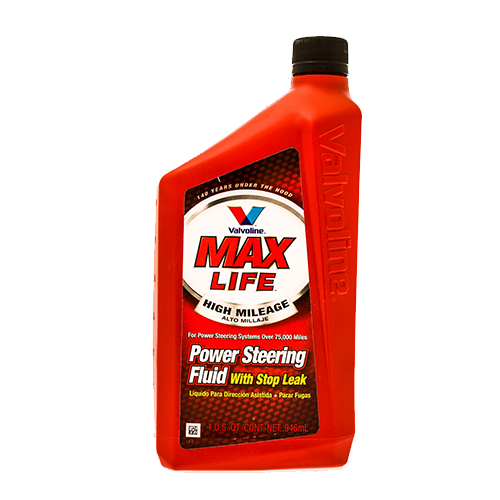 140 YEARS UNDER THE HOOD
Valvoline
Valvoline.
MAX
LIFE
HIGH MILEAGE
ALTO MILLAJE
For Power Steering Systems Over 75,000 Miles
Power Steering
Fluid With Stop Leak
Líquido Para Dirección Asistida + Parar Fugas
1 U.S. QT./CONT. NET. 946mL